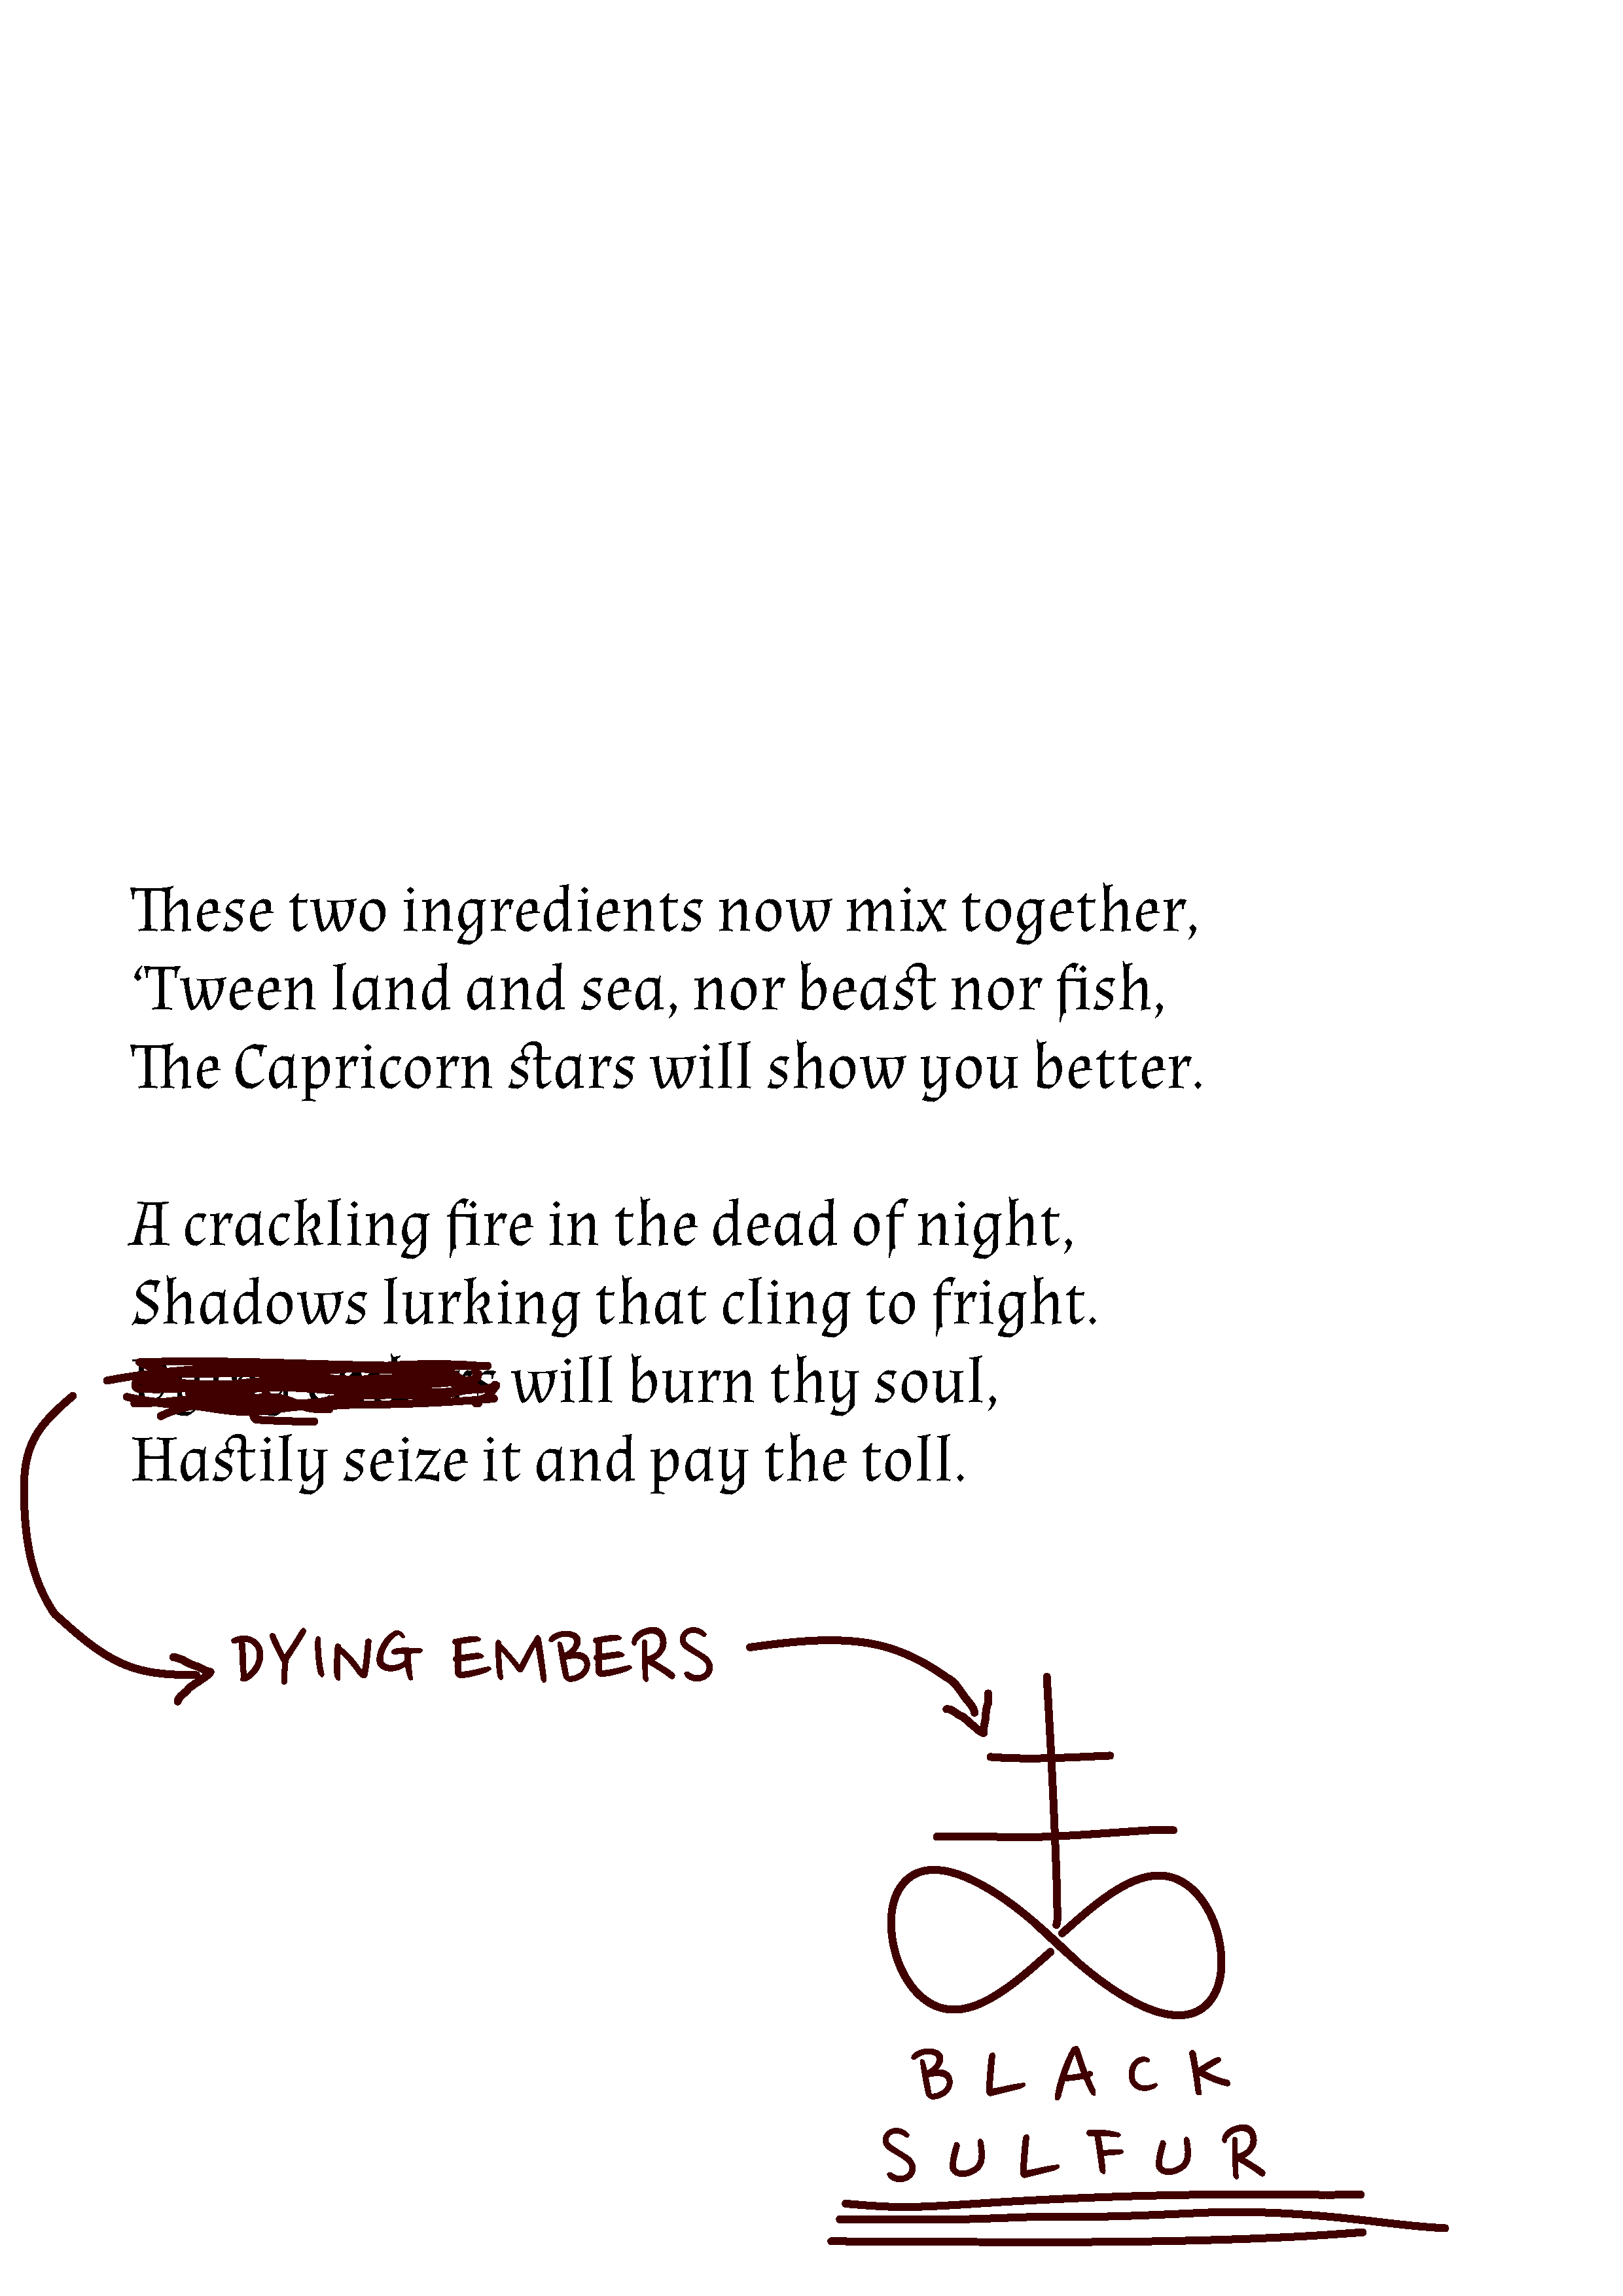 These two ingredients now mix together,
‘Tween land and sea, nor beast nor fish,
The Capricorn stars will show you better.
A crackling fire in the dead of night,
Shadows lurking that cling to fright.
will burn thy soul,
Hastily seize it and pay the toll.
DYING EMBERS
BLACK
SULFUR